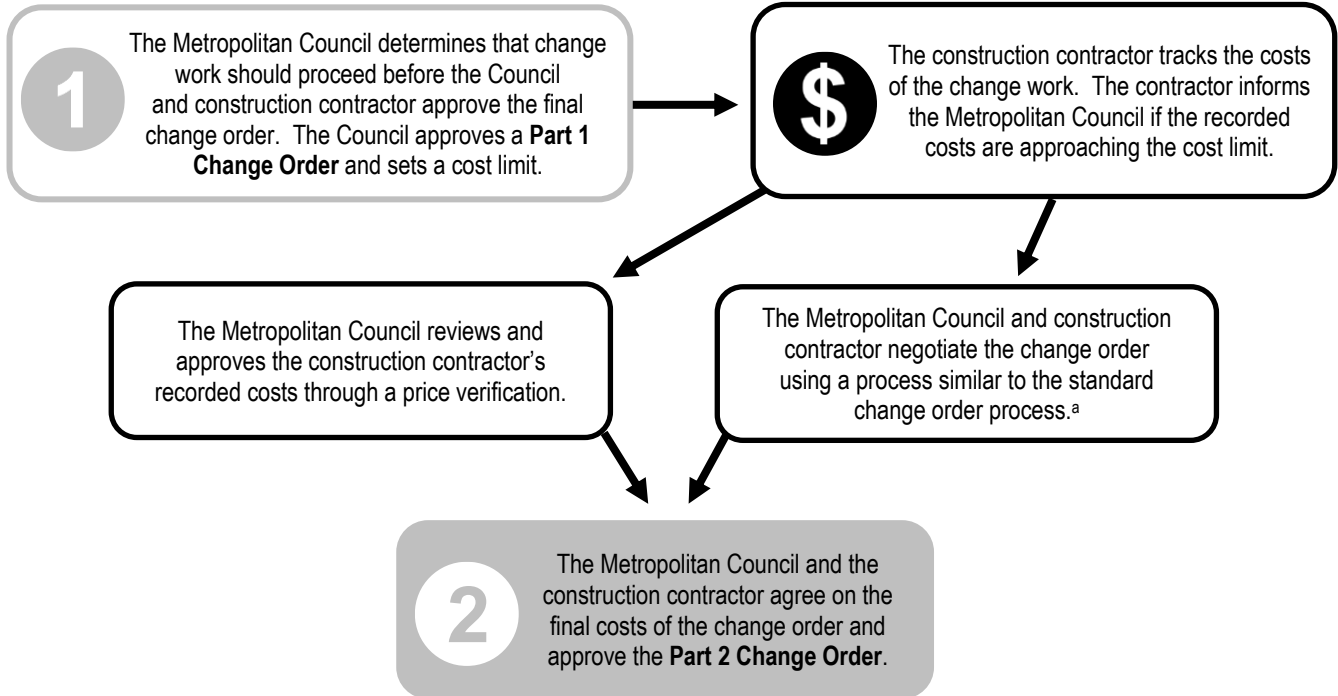 1
The Metropolitan Council determines that change
work should proceed before the Council
and construction contractor approve the final
change order. The Council approves a Part 1
Change Order and sets a cost limit.
$
The construction contractor tracks the costs
of the change work. The contractor informs
the Metropolitan Council if the recorded
costs are approaching the cost limit.
The Metropolitan Council reviews and
approves the construction contractor’s
recorded costs through a price verification.
The Metropolitan Council and construction
contractor negotiate the change order
using a process similar to the standard
change order process.ª
2
The Metropolitan Council and the
construction contractor agree on the
final costs of the change order and
approve the Part 2 Change Order.